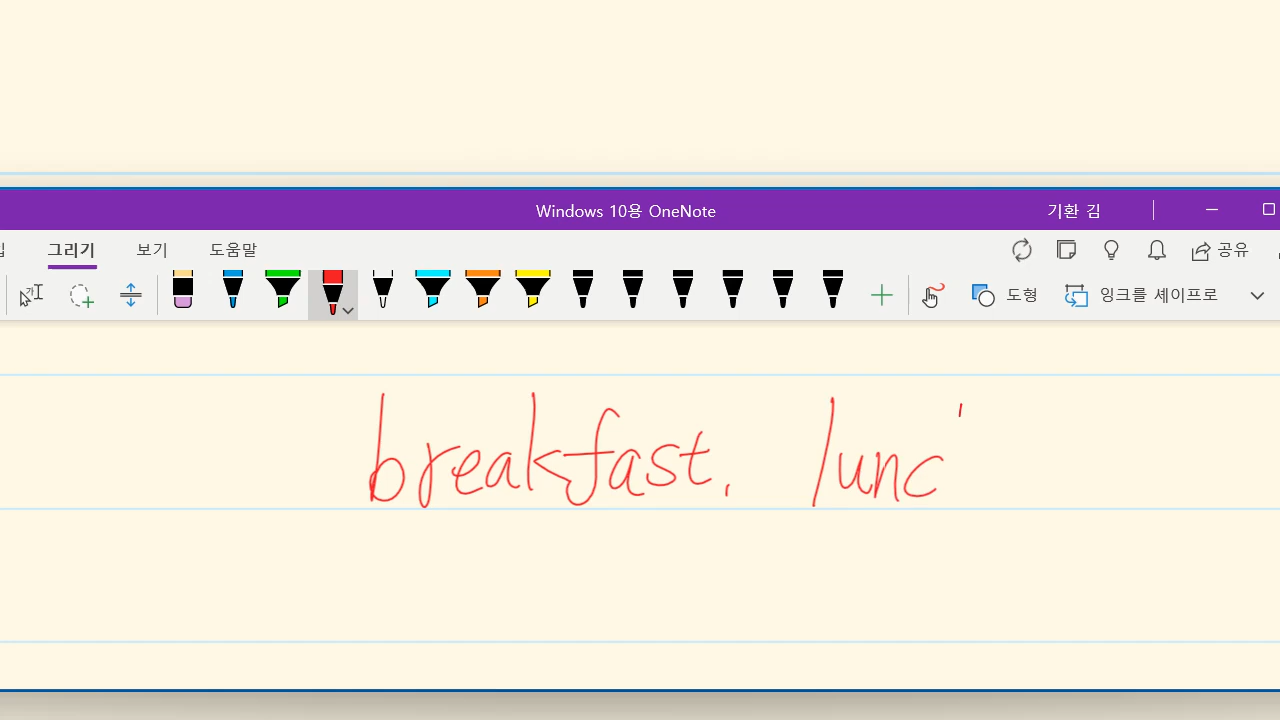 Windows 10용 OneNote 기환 김
그리기 보기 도움말 공유
도형 잉크를 셰이프로
breakfast, lunc